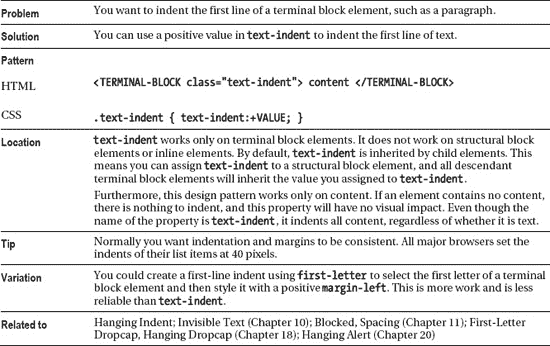 Problem You want to indent the first line of a terminal block element, such as a paragraph.
Solution You can use a positive value in text-indent to indent the first line of text.
Pattern
HTML <TERMINAL-BLOCK class="text-indent"> content </TERMINAL-BLOCK>
CSS .text-indent { text-indent:+VALUE; }
Location text-indent works only on terminal block elements. It does not work on structural block
elements or inline elements. By default, text-indent is inherited by child elements. This
means you can assign text-indent to a structural block element, and all descendant
terminal block elements will inherit the value you assigned to text-indent.
Furthermore, this design pattern works only on content. If an element contains no content,
there is nothing to indent, and this property will have no visual impact. Even though the
name of the property is text-indent, it indents all content, regardless of whether it is text.
Tip Normally you want indentation and margins to be consistent. All major browsers set the
indents of their list items at 40 pixels.
Variation You could create a first-line indent using first-letter to select the first letter of a terminal
block element and then style it with a positive margin-left. This is more work and is less
reliable than text-indent.
Related to Hanging Indent; Invisible Text (Chapter 10); Blocked, Spacing (Chapter 11); First-Letter
Dropcap, Hanging Dropcap (Chapter 18); Hanging Alert (Chapter 20)